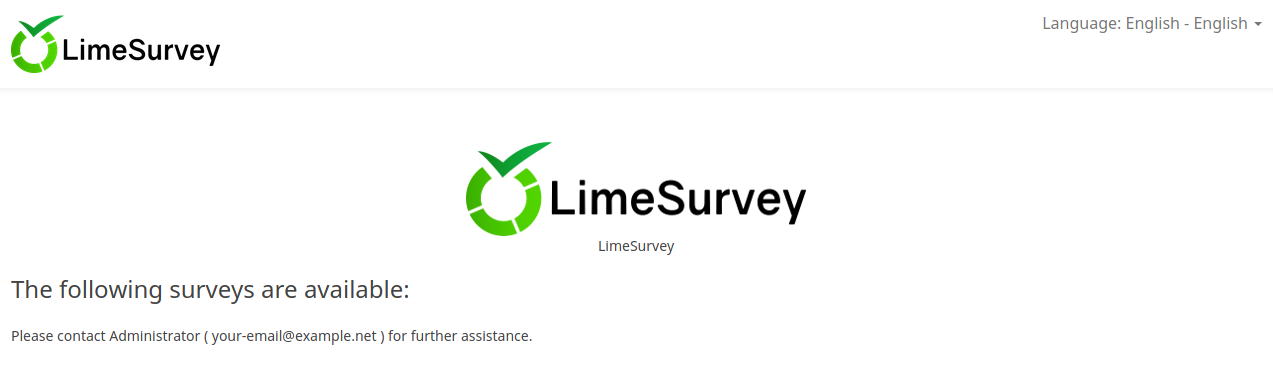 LimeSurvey
Language: English - English
LimeSurvey
LimeSurvey
The following surveys are available:
Please contact Administrator ( your-email@example.net ) for further assistance.